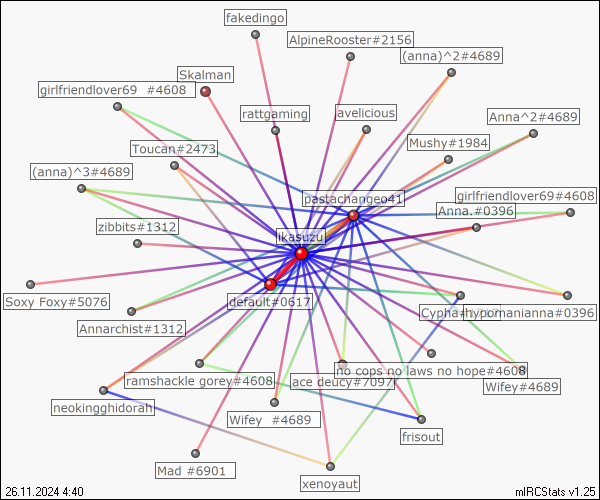 fakedingo
AlpineRooster#2156
(anna)^2#4689
Skalman
girlfriendlover69  #4608
rattgaming
avelicious
Anna^2#4689
Toucan#2473
Mushy#1984
(anna)^3#4689
pastachangeo41
girlfriendlover69#4608
Anna.#0396
zibbits#1312
ikasuzu
Soxy Foxy#5076
default#0617
hypomanianna#0396
Annarchist#1312
no cops no laws no hope#4608
ramshackle gorey#4608
ace deucy#7097
Wifey#4689
neokingghidorah
Wifey  #4689
frisout
Mad #6901
xenoyaut
26.11.2024 4:40
mIRCStats v1.25